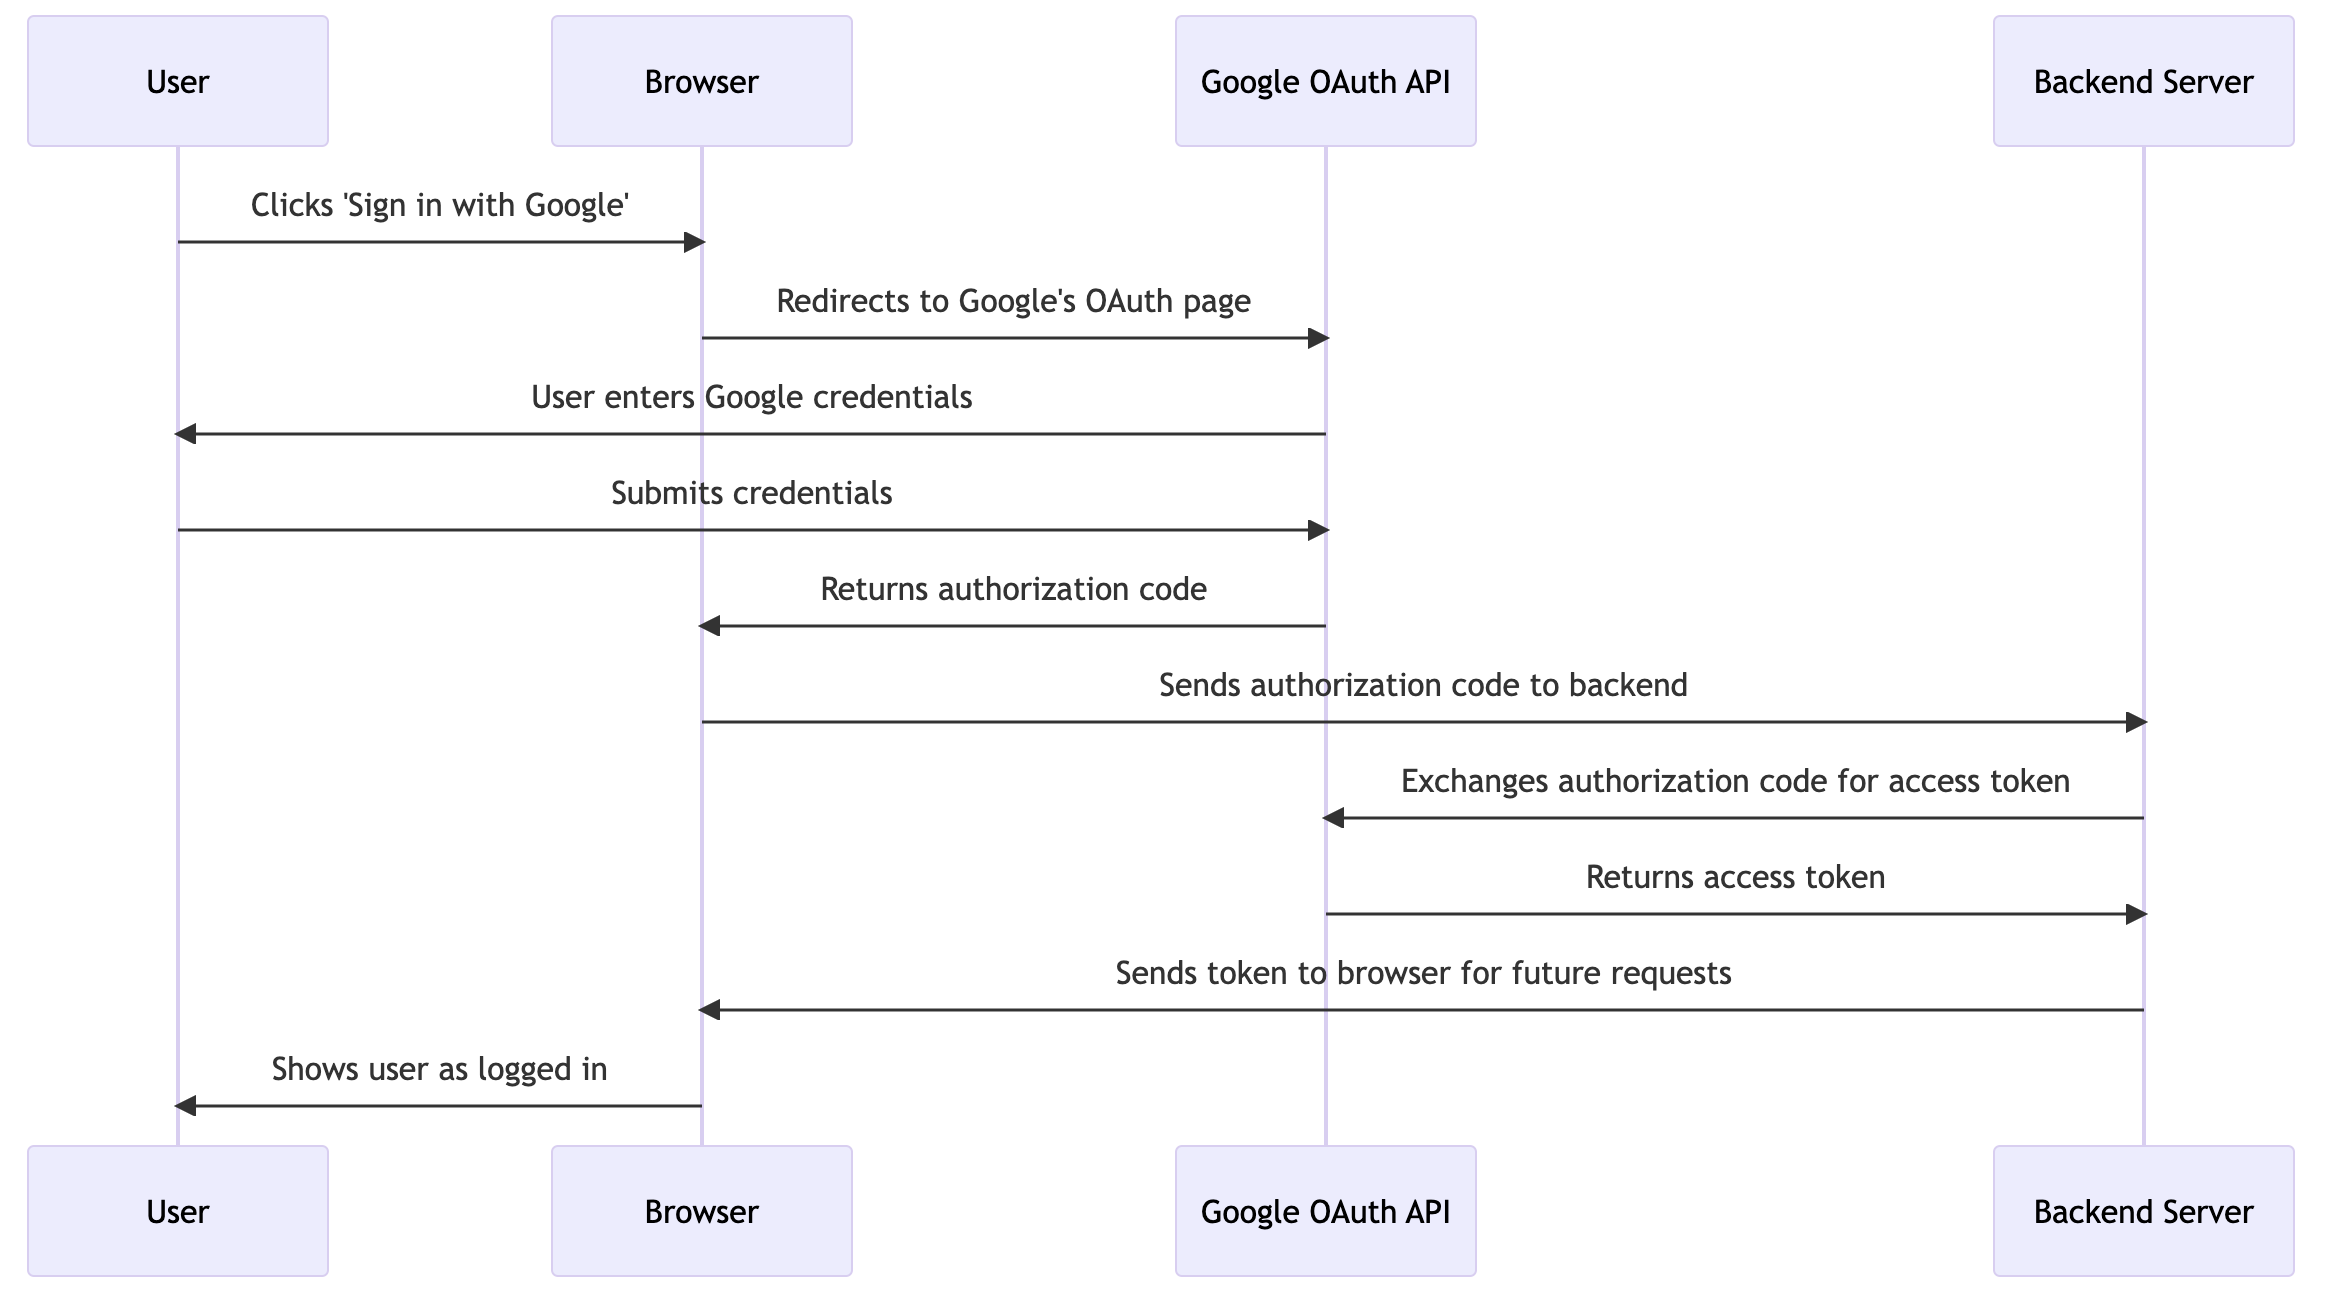 User
Browser
Google OAuth API
Backend Server
Clicks 'Sign in with Google'
Redirects to Google's OAuth page
User enters Google credentials
Submits credentials
Returns authorization code
Sends authorization code to backend
Exchanges authorization code for access token
Returns access token
Sends token to browser for future requests
Shows user as logged in
User
Browser
Google OAuth API
Backend Server